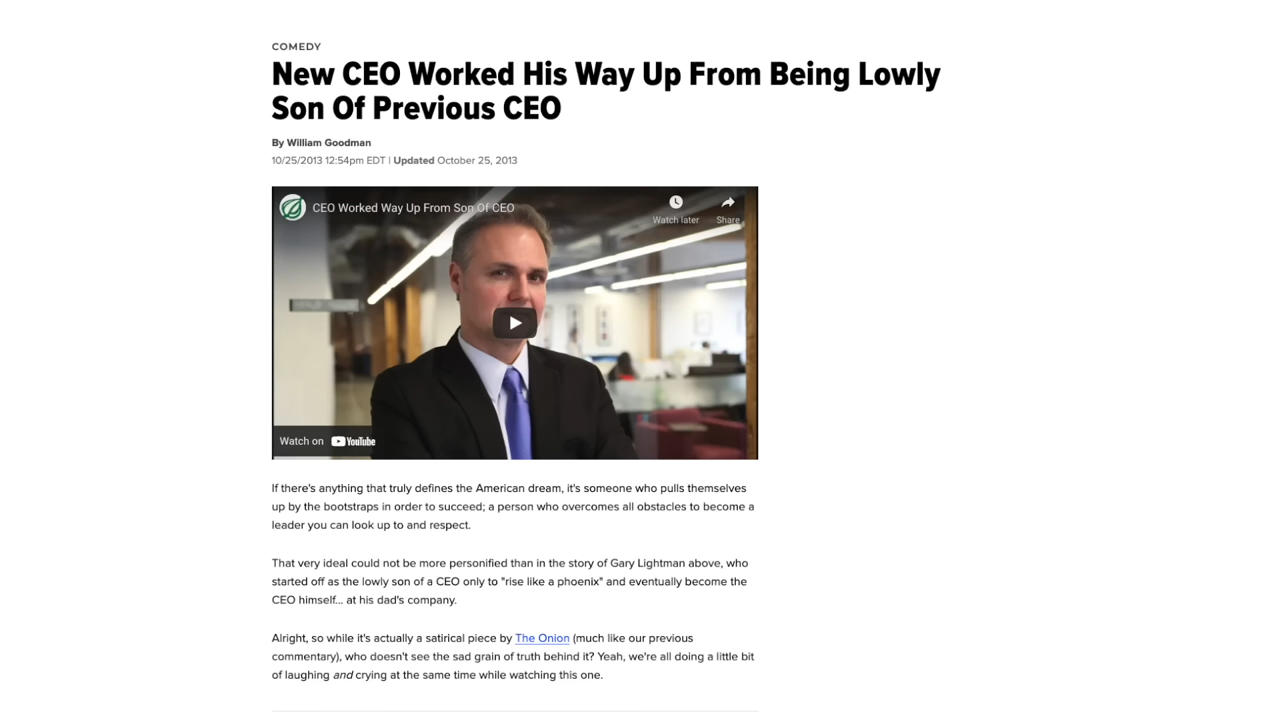 COMEDY
New CEO Worked His Way Up From Being Lowly
Son Of Previous CEO
By William Goodman
10/25/2013 12:54pm EDT | Updated October 25, 2013
CEO Worked Way Up From Son Of CEO
Watch later
Share
Watch on YouTube
If there's anything that truly defines the American dream, it's someone who pulls themselves
up by the bootstraps in order to succeed; a person who overcomes all obstacles to become a
leader you can look up to and respect.
That very ideal could not be more personified than in the story of Gary Lightman above, who
started off as the lowly son of a CEO only to "rise like a phoenix" and eventually become the
CEO himself... at his dad's company.
Alright, so while it's actually a satirical piece by The Onion (much like our previous
commentary), who doesn't see the sad grain of truth behind it? Yeah, we're all doing a little bit
of laughing and crying at the same time while watching this one.